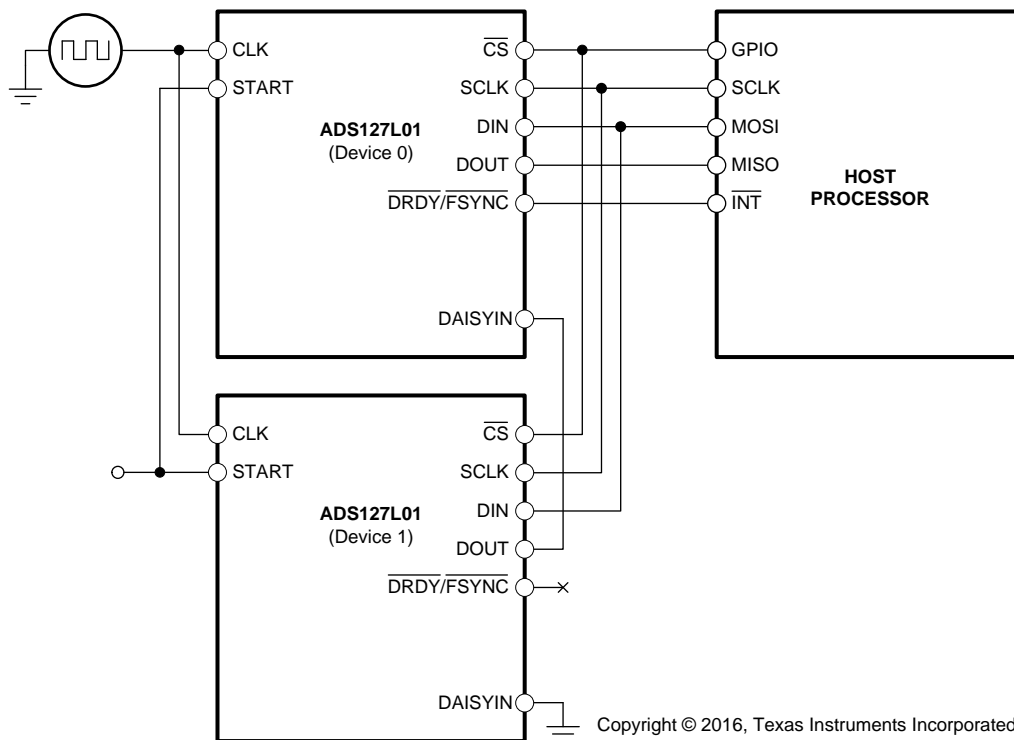 CLK
START
ADS127L01
(Device 0)
CS
SCLK
DIN
DOUT
DRDY/FSYNC
DAISYIN
GPIO
SCLK
MOSI
MISO
INT
HOST
PROCESSOR
CLK
START
ADS127L01
(Device 1)
CS
SCLK
DIN
DOUT
DRDY/FSYNC
DAISYIN
Copyright © 2016, Texas Instruments Incorporated